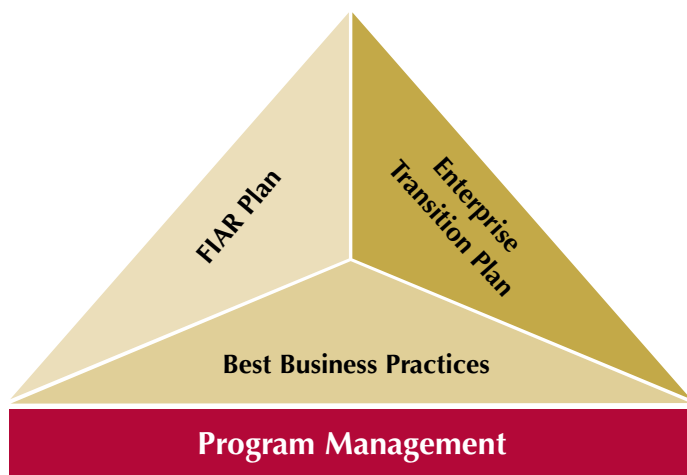 FIAR Plan
Enterprise
Transition Plan
Best Business Practices
Program Management